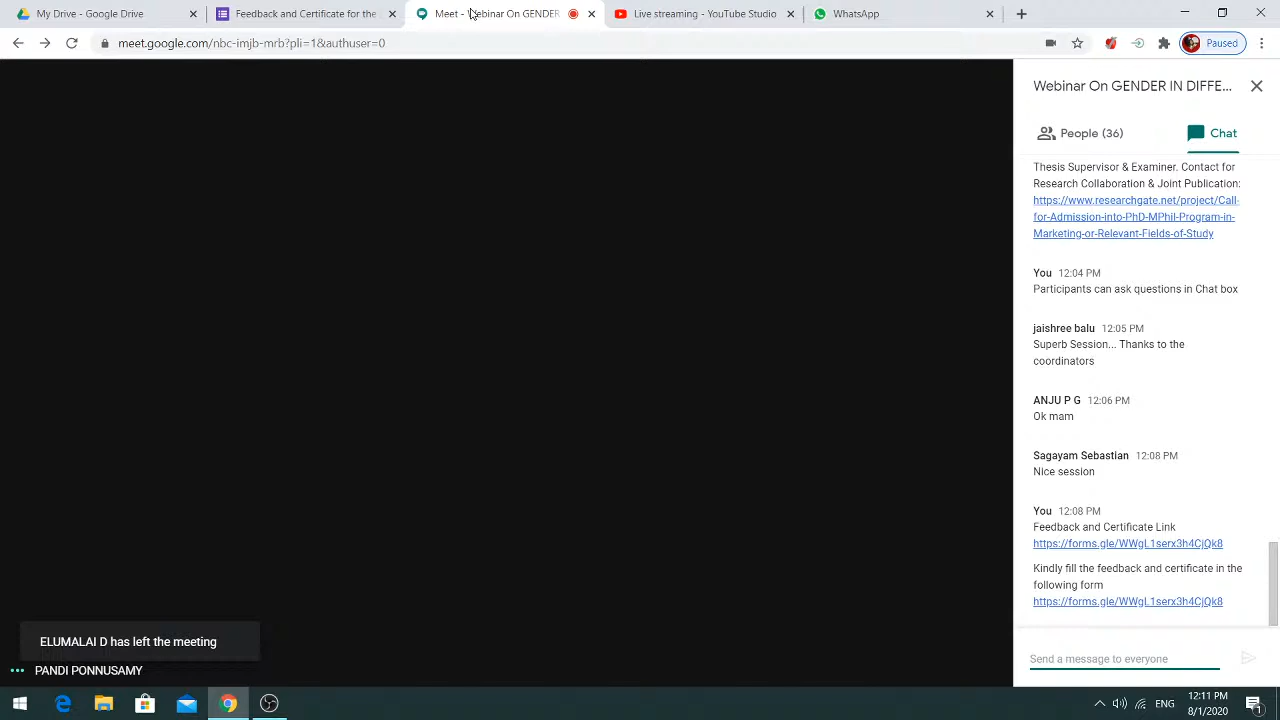 My Drive - Google Drive
Feedback and Certificate for the
Meet - Webinar On GENDER
Live streaming - YouTube Studio
WhatsApp
meet.google.com/nbc-imjb-mrb?pli=1&authuser=0
Paused
Webinar On GENDER IN DIFFE...
People (36)
Chat
Thesis Supervisor & Examiner. Contact for
Research Collaboration & Joint Publication:
https://www.researchgate.net/project/Call-
for-Admission-into-PhD-MPhil-Program-in-
Marketing-or-Relevant-Fields-of-Study
You 12:04 PM
Participants can ask questions in Chat box
jaishree balu 12:05 PM
Superb Session... Thanks to the
coordinators
ANJU P G 12:06 PM
Ok mam
Sagayam Sebastian 12:08 PM
Nice session
You 12:08 PM
Feedback and Certificate Link
https://forms.gle/WWgL1serx3h4CjQk8
Kindly fill the feedback and certificate in the
following form
https://forms.gle/WWgL1serx3h4CjQk8
ELUMALAI D has left the meeting
PANDI PONNUSAMY
Send a message to everyone
ENG
12:11 PM
8/1/2020
1